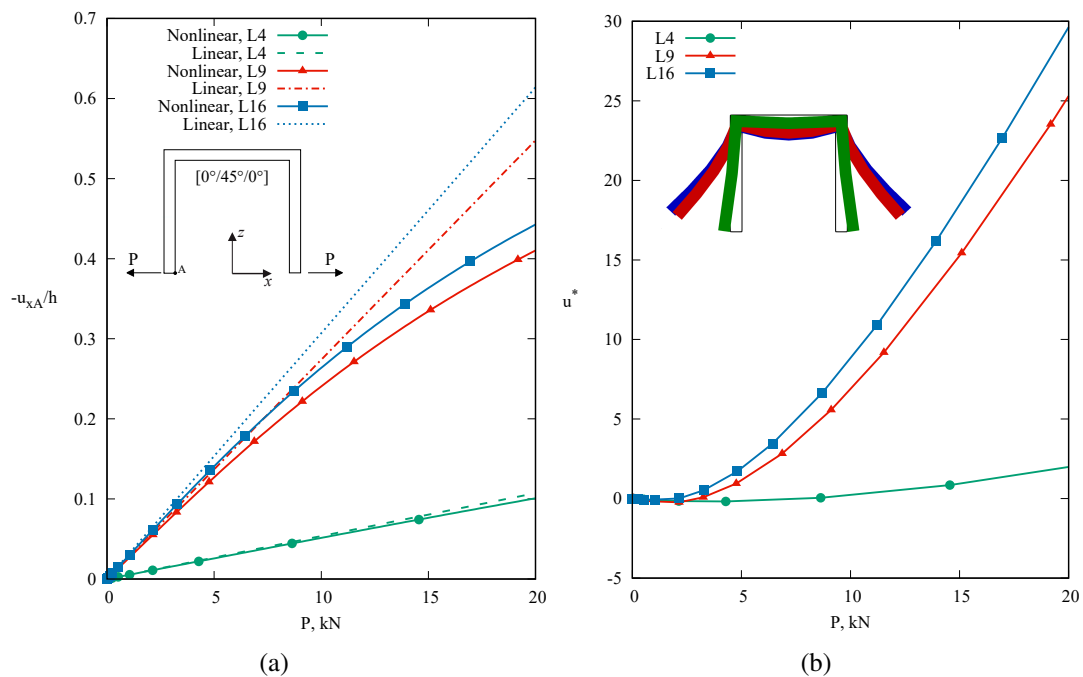 Nonlinear, L4
Linear, L4
Nonlinear, L9
Linear, L9
Nonlinear, L16
Linear, L16
[0°/45°/0°]
P
P
A
z
x
-u_xA/h
0.7
0.6
0.5
0.4
0.3
0.2
0.1
0
0 5 10 15 20
P, kN
(a)
L4
L9
L16
u*
30
25
20
15
10
5
0
-5
0 5 10 15 20
P, kN
(b)